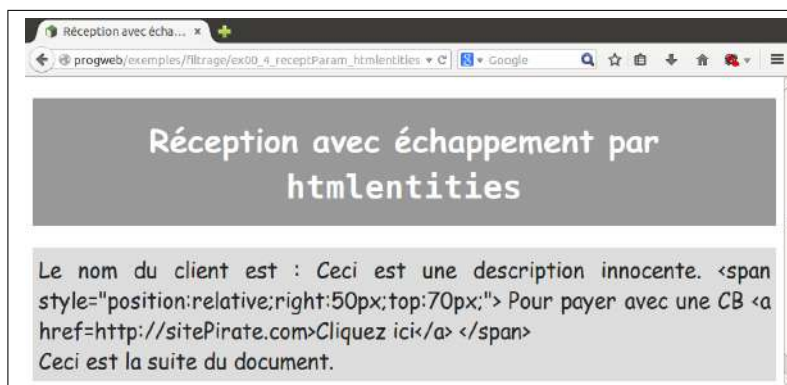 Réception avec écha... ×
progweb/exemples/filtrage/ex00_4_receptParam_htmlentities
Google
Réception avec échappement par
htmlentities
Le nom du client est : Ceci est une description innocente. <span
style="position:relative;right:50px;top:70px;"> Pour payer avec une CB <a
href=http://sitePirate.com>Cliquez ici</a> </span>
Ceci est la suite du document.